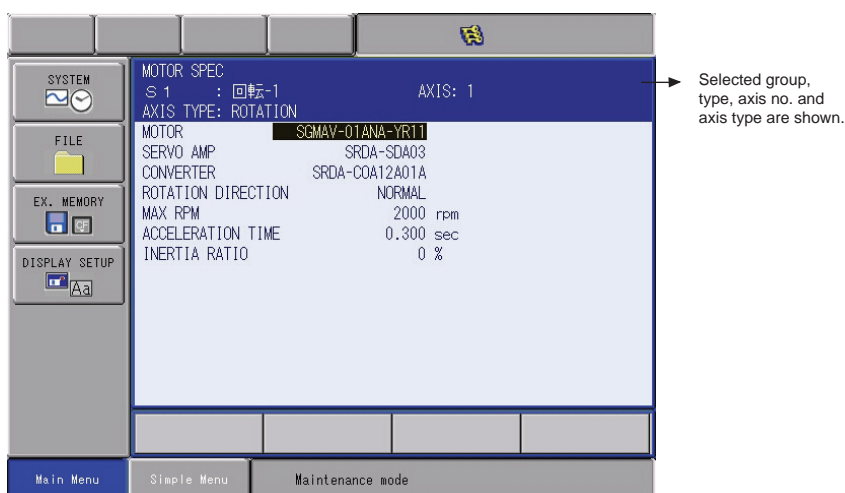 SYSTEM
FILE
EX. MEMORY
CF
DISPLAY SETUP
Aa
MOTOR SPEC
S1 : 回転-1 AXIS: 1
AXIS TYPE: ROTATION
MOTOR SGMAV-01ANA-YR11
SERVO AMP SRDA-SDA03
CONVERTER SRDA-COA12A01A
ROTATION DIRECTION NORMAL
MAX RPM 2000 rpm
ACCELERATION TIME 0.300 sec
INERTIA RATIO 0 %
Main Menu
Simple Menu
Maintenance mode
Selected group,
type, axis no. and
axis type are shown.